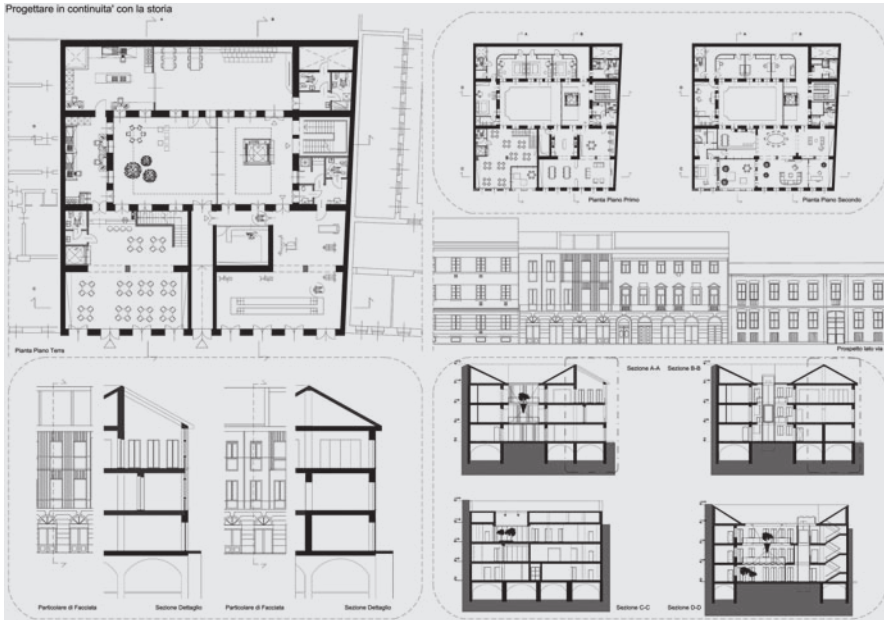 Progettare in continuita' con la storia
Pianta Piano Terra
Pianta Piano Primo
Pianta Piano Secondo
Prospetto lato via
Particolare di Facciata
Sezione Dettaglio
Particolare di Facciata
Sezione Dettaglio
Sezione A-A
Sezione B-B
Sezione C-C
Sezione D-D